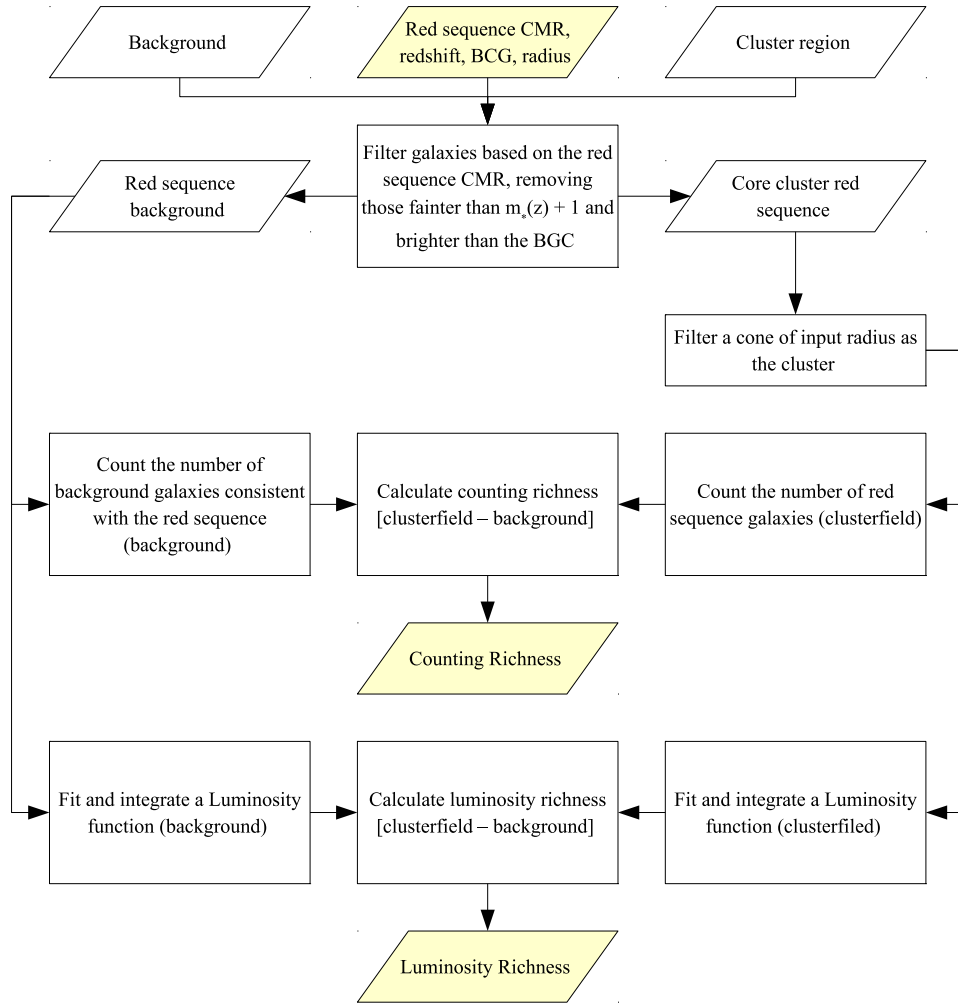 Background
Red sequence CMR,
redshift, BCG, radius
Cluster region
Filter galaxies based on the red
sequence CMR, removing
those fainter than m*(z) + 1 and
brighter than the BGC
Red sequence
background
Core cluster red
sequence
Filter a cone of input radius as
the cluster
Count the number of
background galaxies consistent
with the red sequence
(background)
Calculate counting richness
[clusterfield – background]
Count the number of red
sequence galaxies (clusterfield)
Counting Richness
Fit and integrate a Luminosity
function (background)
Calculate luminosity richness
[clusterfield – background]
Fit and integrate a Luminosity
function (clusterfiled)
Luminosity Richness